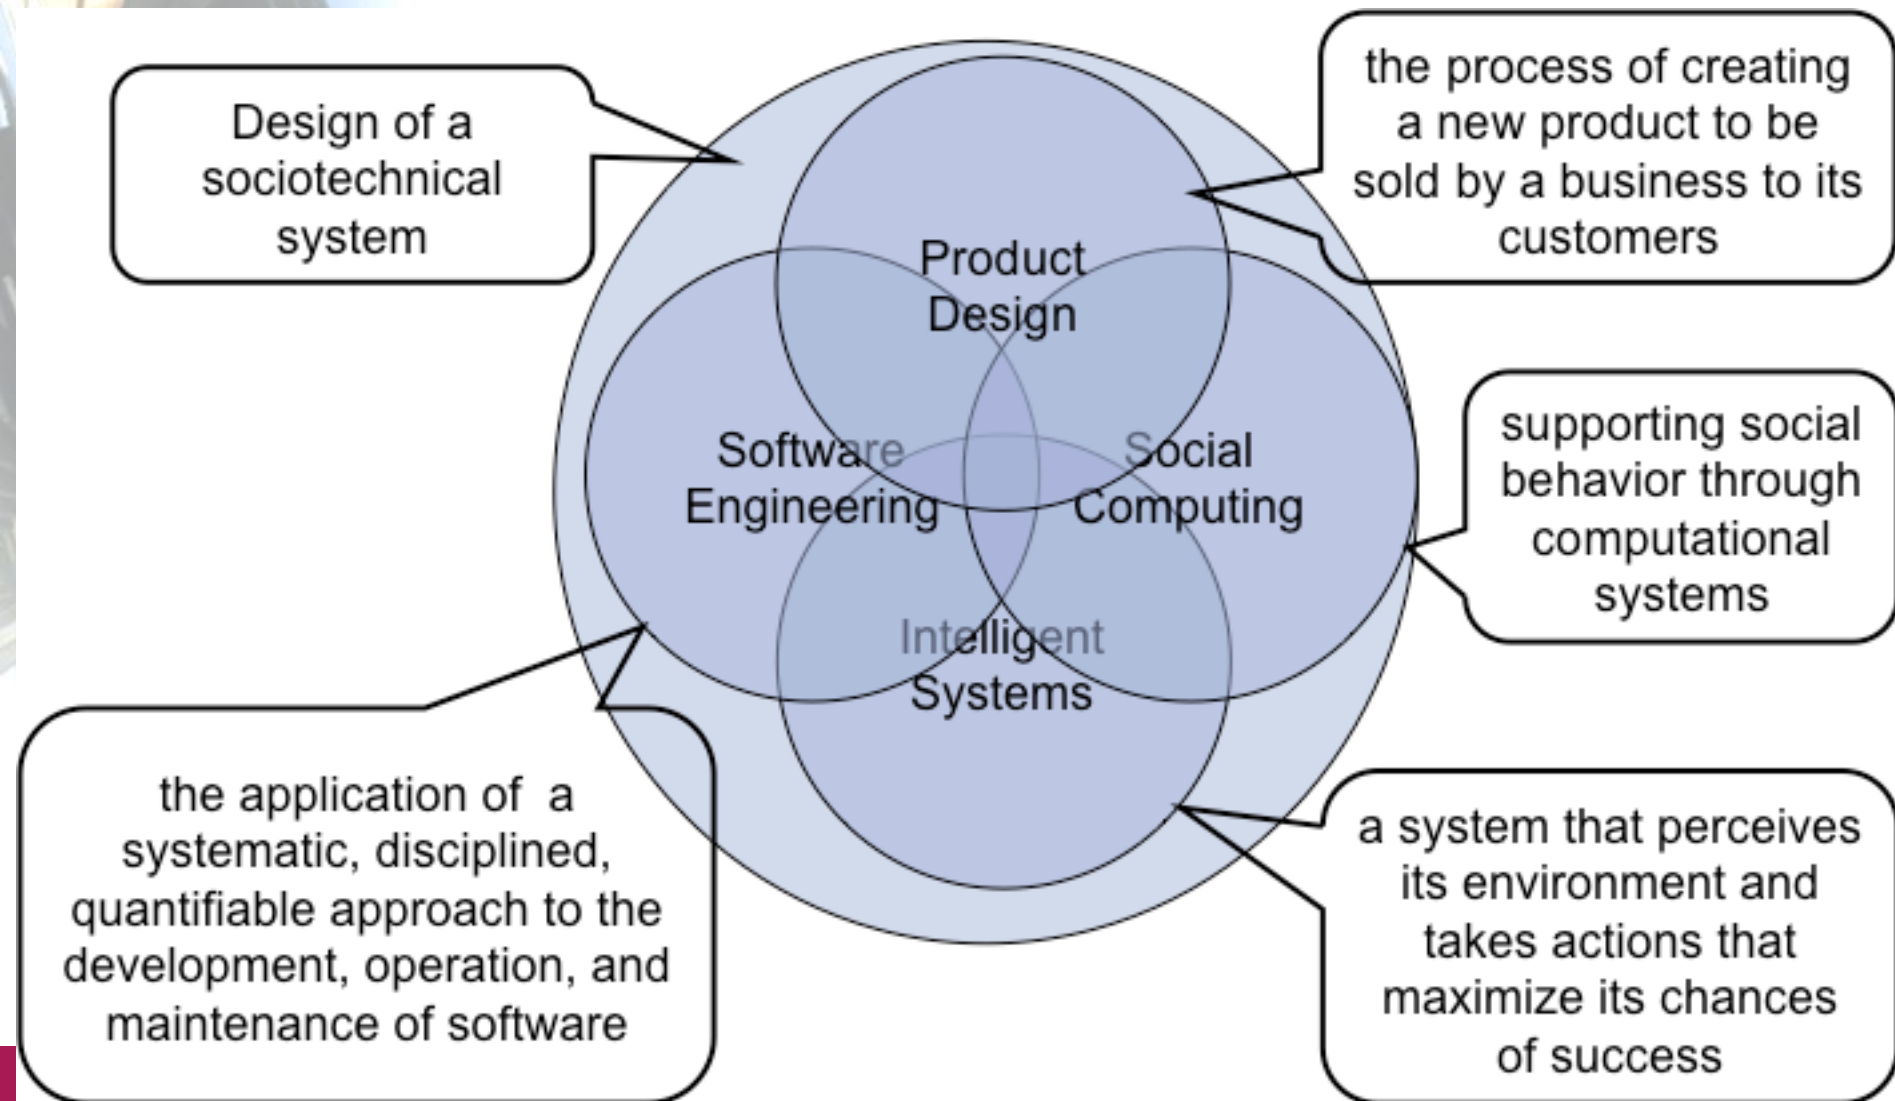 Design of a
sociotechnical
system
the process of creating
a new product to be
sold by a business to its
customers
Product
Design
Software
Engineering
Social
Computing
supporting social
behavior through
computational
systems
Intelligent
Systems
the application of  a
systematic, disciplined,
quantifiable approach to the
development, operation, and
maintenance of software
a system that perceives
its environment and
takes actions that
maximize its chances
of success